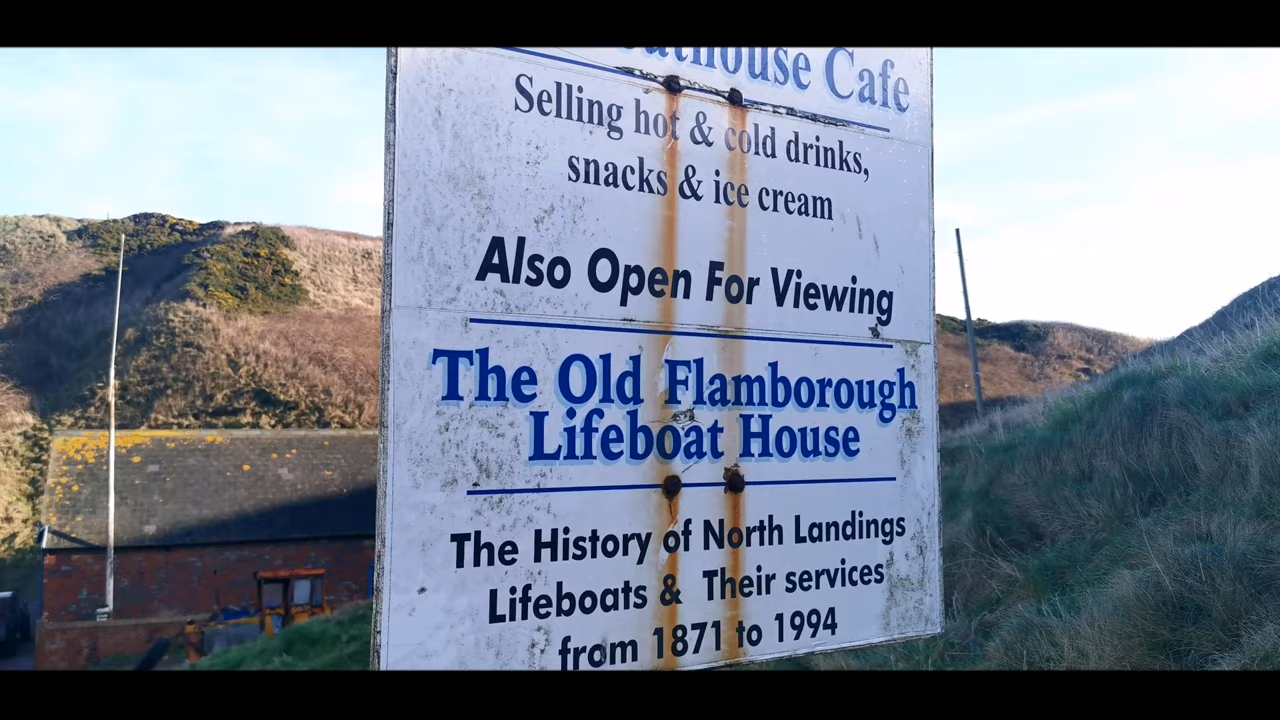 Cafe
Selling hot & cold drinks,
snacks & ice cream
Also Open For Viewing
The Old Flamborough
Lifeboat House
The History of North Landings
Lifeboats & Their services
from 1871 to 1994